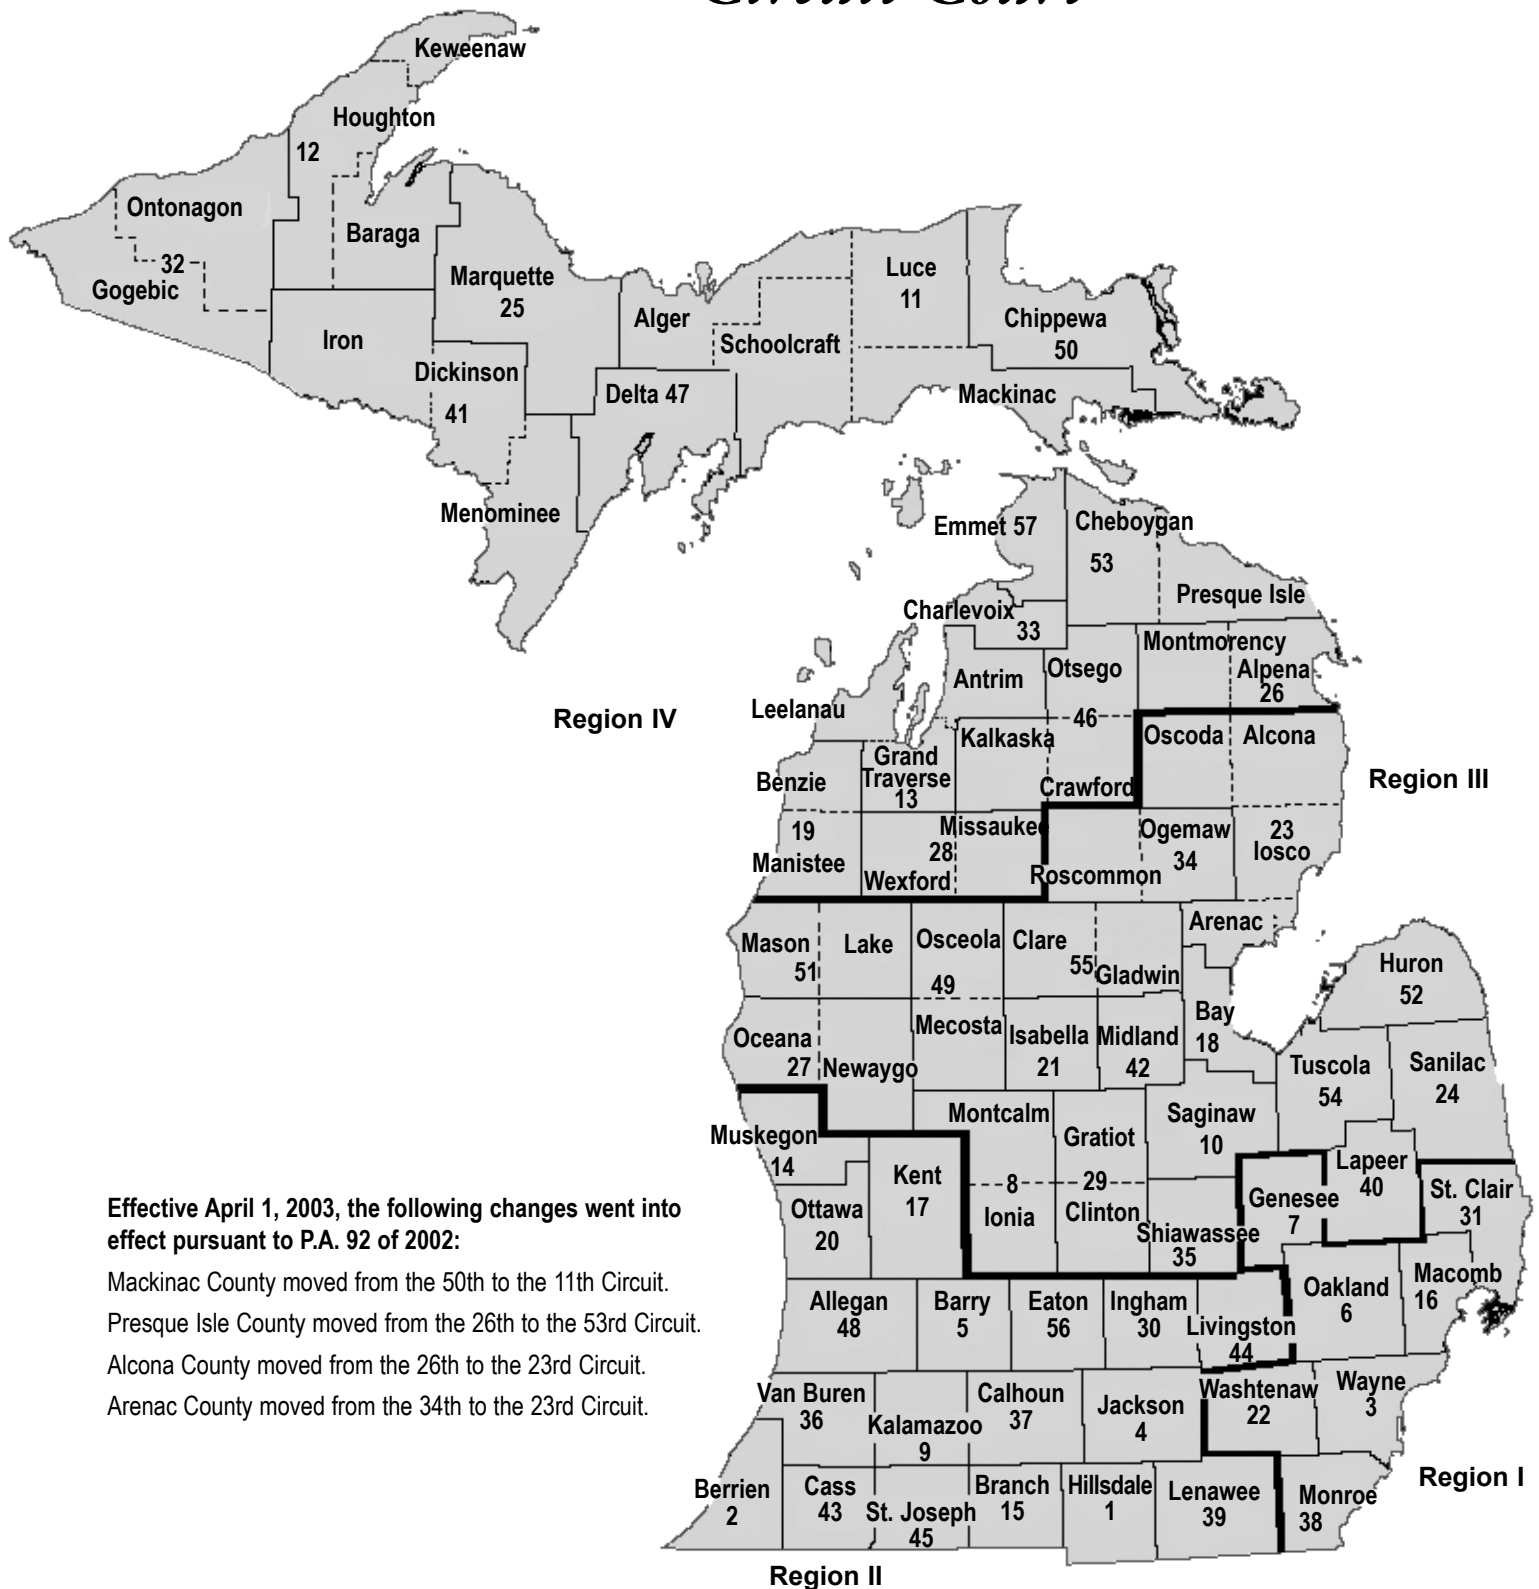 Circuit Court
Keweenaw
Houghton
12
Ontonagon
Baraga
32
Gogebic
Marquette
25
Luce
11
Alger
Chippewa
50
Iron
Schoolcraft
Dickinson
41
Delta 47
Mackinac
Menominee
Emmet 57
Cheboygan
53
Presque Isle
Charlevoix
33
Montmorency
Otsego
Alpena
26
Antrim
Leelanau
Region IV
46
Kalkaska
Oscoda
Alcona
Grand
Traverse
13
Benzie
Crawford
Region III
19
Manistee
Missaukee
28
Wexford
Ogemaw
34
23
Iosco
Roscommon
Arenac
Mason
51
Lake
Osceola
49
Clare
55
Gladwin
Huron
52
Oceana
27
Newaygo
Mecosta
Isabella
21
Midland
42
Bay
18
Tuscola
54
Sanilac
24
Montcalm
Gratiot
Saginaw
10
Muskegon
14
Kent
17
8
Ionia
29
Clinton
Shiawassee
35
Genesee
7
Lapeer
40
St. Clair
31
Ottawa
20
Effective April 1, 2003, the following changes went into
effect pursuant to P.A. 92 of 2002:
Mackinac County moved from the 50th to the 11th Circuit.
Presque Isle County moved from the 26th to the 53rd Circuit.
Alcona County moved from the 26th to the 23rd Circuit.
Arenac County moved from the 34th to the 23rd Circuit.
Allegan
48
Barry
5
Eaton
56
Ingham
30
Livingston
44
Oakland
6
Macomb
16
Van Buren
36
Kalamazoo
9
Calhoun
37
Jackson
4
Washtenaw
22
Wayne
3
Berrien
2
Cass
43
St. Joseph
45
Branch
15
Hillsdale
1
Lenawee
39
Monroe
38
Region I
Region II